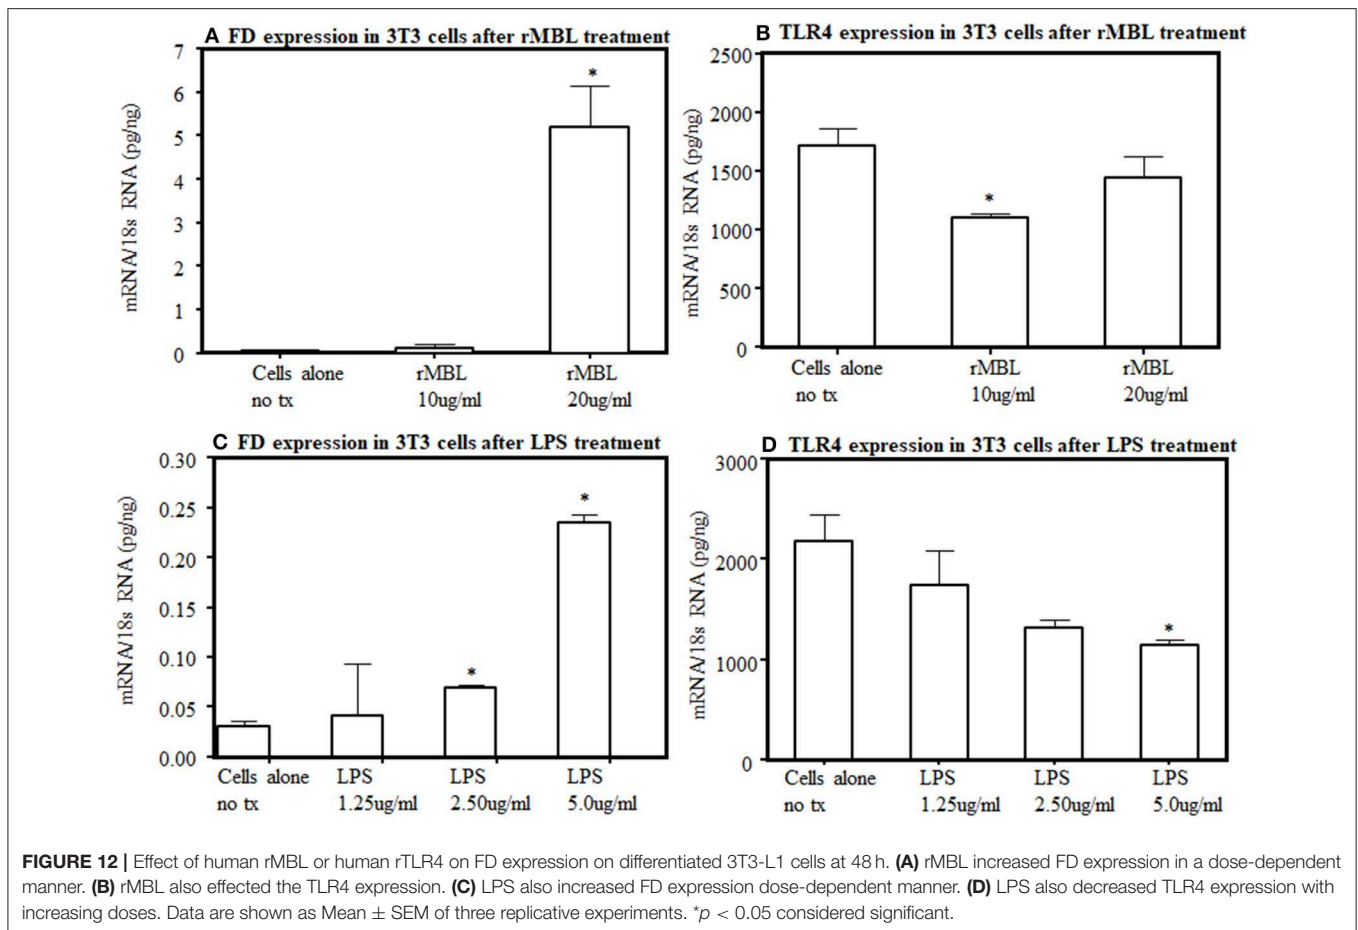 A FD expression in 3T3 cells after rMBL treatment
mRNA/18s RNA (pg/ng)
7
6
5
4
3
2
1
0
*
Cells alone rMBL rMBL
no tx 10ug/ml 20ug/ml
B TLR4 expression in 3T3 cells after rMBL treatment
mRNA/18s RNA (pg/ng)
2500
2000
1500
1000
500
0
*
Cells alone rMBL rMBL
no tx 10ug/ml 20ug/ml
C FD expression in 3T3 cells after LPS treatment
mRNA/18s RNA (pg/ng)
0.30
0.25
0.20
0.15
0.10
0.05
0.00
*
*
Cells alone LPS LPS LPS
no tx 1.25ug/ml 2.50ug/ml 5.0ug/ml
D TLR4 expression in 3T3 cells after LPS treatment
mRNA/18s RNA (pg/ng)
3000
2000
1000
0
*
Cells alone LPS LPS LPS
no tx 1.25ug/ml 2.50ug/ml 5.0ug/ml
FIGURE 12 | Effect of human rMBL or human rTLR4 on FD expression on differentiated 3T3-L1 cells at 48 h. (A) rMBL increased FD expression in a dose-dependent
manner. (B) rMBL also effected the TLR4 expression. (C) LPS also increased FD expression dose-dependent manner. (D) LPS also decreased TLR4 expression with
increasing doses. Data are shown as Mean ± SEM of three replicative experiments. *p < 0.05 considered significant.